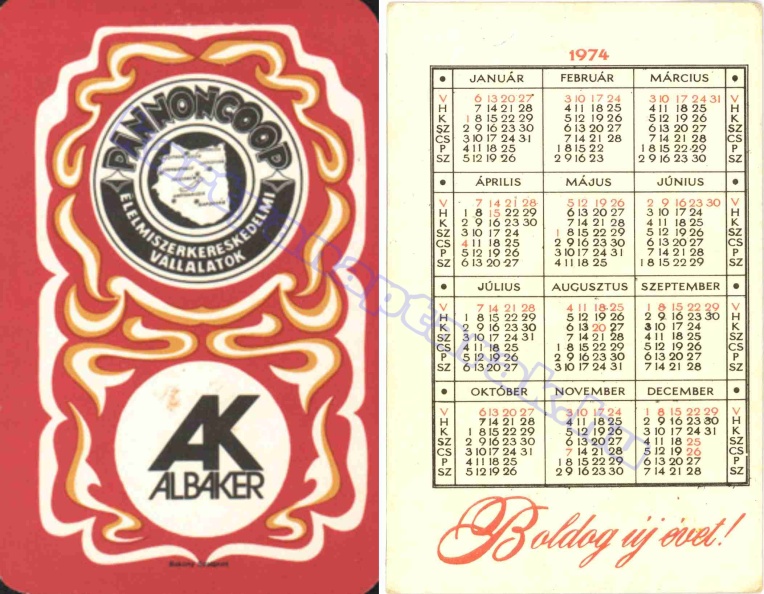 PANNONCOOP
ÉLELMISZERKERESKEDELMI
VÁLLALATOK
AK
ALBAKER
1974
JANUÁR FEBRUÁR MÁRCIUS
V 6 13 20 27 3 10 17 24 3 10 17 24 31 V
H 7 14 21 28 4 11 18 25 4 11 18 25 H
K 1 8 15 22 29 5 12 19 26 5 12 19 26 K
SZ 2 9 16 23 30 6 13 20 27 6 13 20 27 SZ
CS 3 10 17 24 31 7 14 21 28 7 14 21 28 CS
P 4 11 18 25 1 8 15 22 1 8 15 22 29 P
SZ 5 12 19 26 2 9 16 23 2 9 16 23 30 SZ
ÁPRILIS MÁJUS JÚNIUS
V 7 14 21 28 5 12 19 26 2 9 16 23 30 V
H 1 8 15 22 29 6 13 20 27 3 10 17 24 H
K 2 9 16 23 30 7 14 21 28 4 11 18 25 K
SZ 3 10 17 24 1 8 15 22 29 5 12 19 26 SZ
CS 4 11 18 25 2 9 16 23 30 6 13 20 27 CS
P 5 12 19 26 3 10 17 24 31 7 14 21 28 P
SZ 6 13 20 27 4 11 18 25 1 8 15 22 29 SZ
JÚLIUS AUGUSZTUS SZEPTEMBER
V 7 14 21 28 4 11 18 25 1 8 15 22 29 V
H 1 8 15 22 29 5 12 19 26 2 9 16 23 30 H
K 2 9 16 23 30 6 13 20 27 3 10 17 24 K
SZ 3 10 17 24 31 7 14 21 28 4 11 18 25 SZ
CS 4 11 18 25 1 8 15 22 29 5 12 19 26 CS
P 5 12 19 26 2 9 16 23 30 6 13 20 27 P
SZ 6 13 20 27 3 10 17 24 31 7 14 21 28 SZ
OKTÓBER NOVEMBER DECEMBER
V 6 13 20 27 3 10 17 24 1 8 15 22 29 V
H 7 14 21 28 4 11 18 25 2 9 16 23 30 H
K 1 8 15 22 29 5 12 19 26 3 10 17 24 31 K
SZ 2 9 16 23 30 6 13 20 27 4 11 18 25 SZ
CS 3 10 17 24 31 7 14 21 28 5 12 19 26 CS
P 4 11 18 25 1 8 15 22 29 6 13 20 27 P
SZ 5 12 19 26 2 9 16 23 30 7 14 21 28 SZ
Boldog új évet!